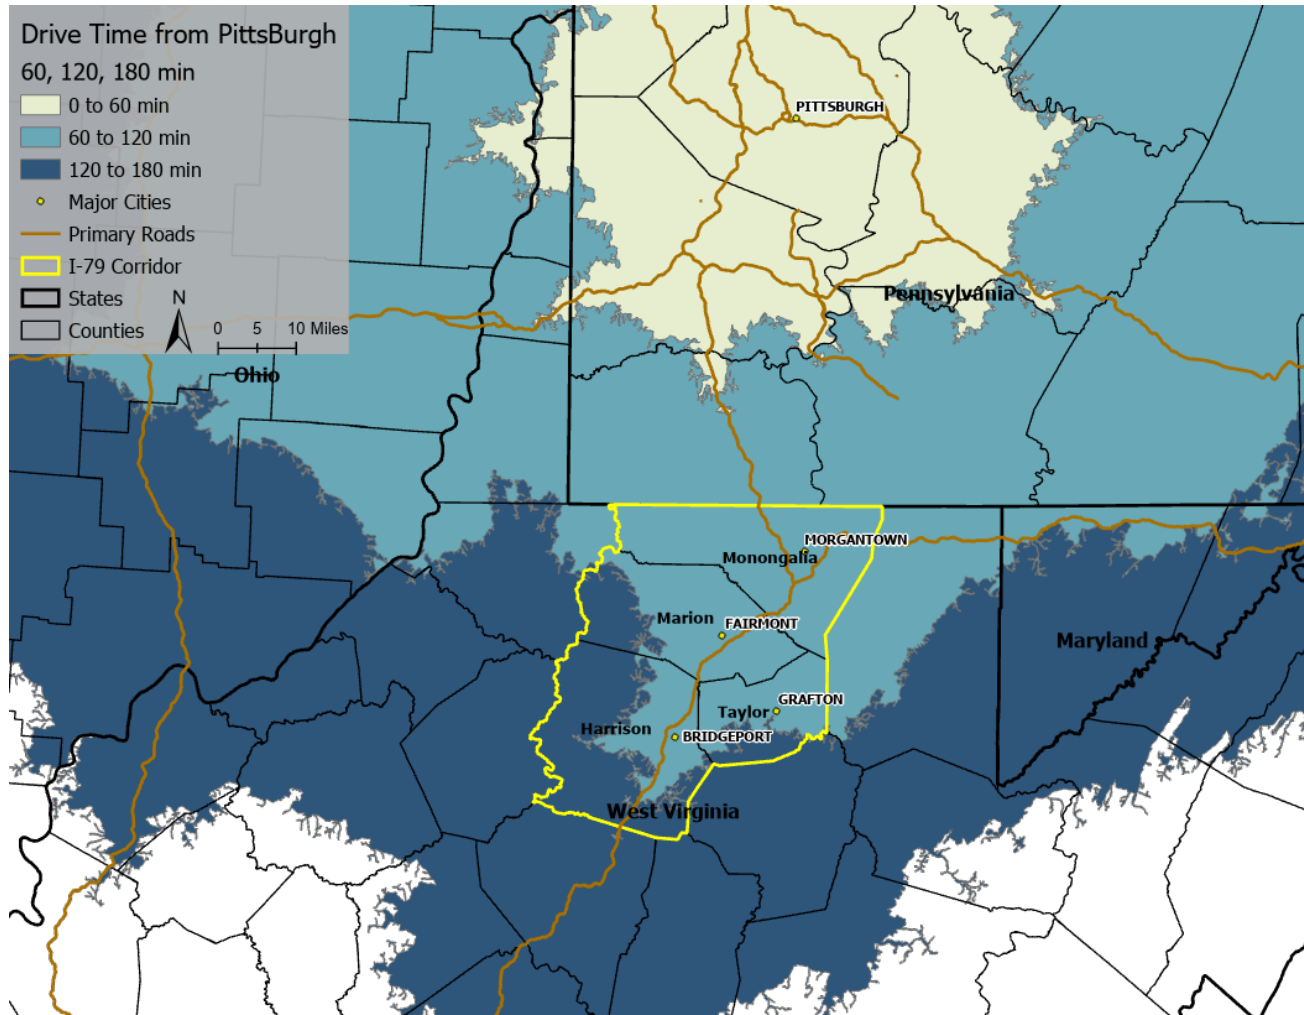 Drive Time from PittsBurgh
60, 120, 180 min
0 to 60 min
60 to 120 min
120 to 180 min
Major Cities
Primary Roads
I-79 Corridor
States
Counties
N
0 5 10 Miles
PITTSBURGH
Pennsylvania
Ohio
MORGANTOWN
Monongalia
Marion
FAIRMONT
Maryland
GRAFTON
Taylor
Harrison
BRIDGEPORT
West Virginia